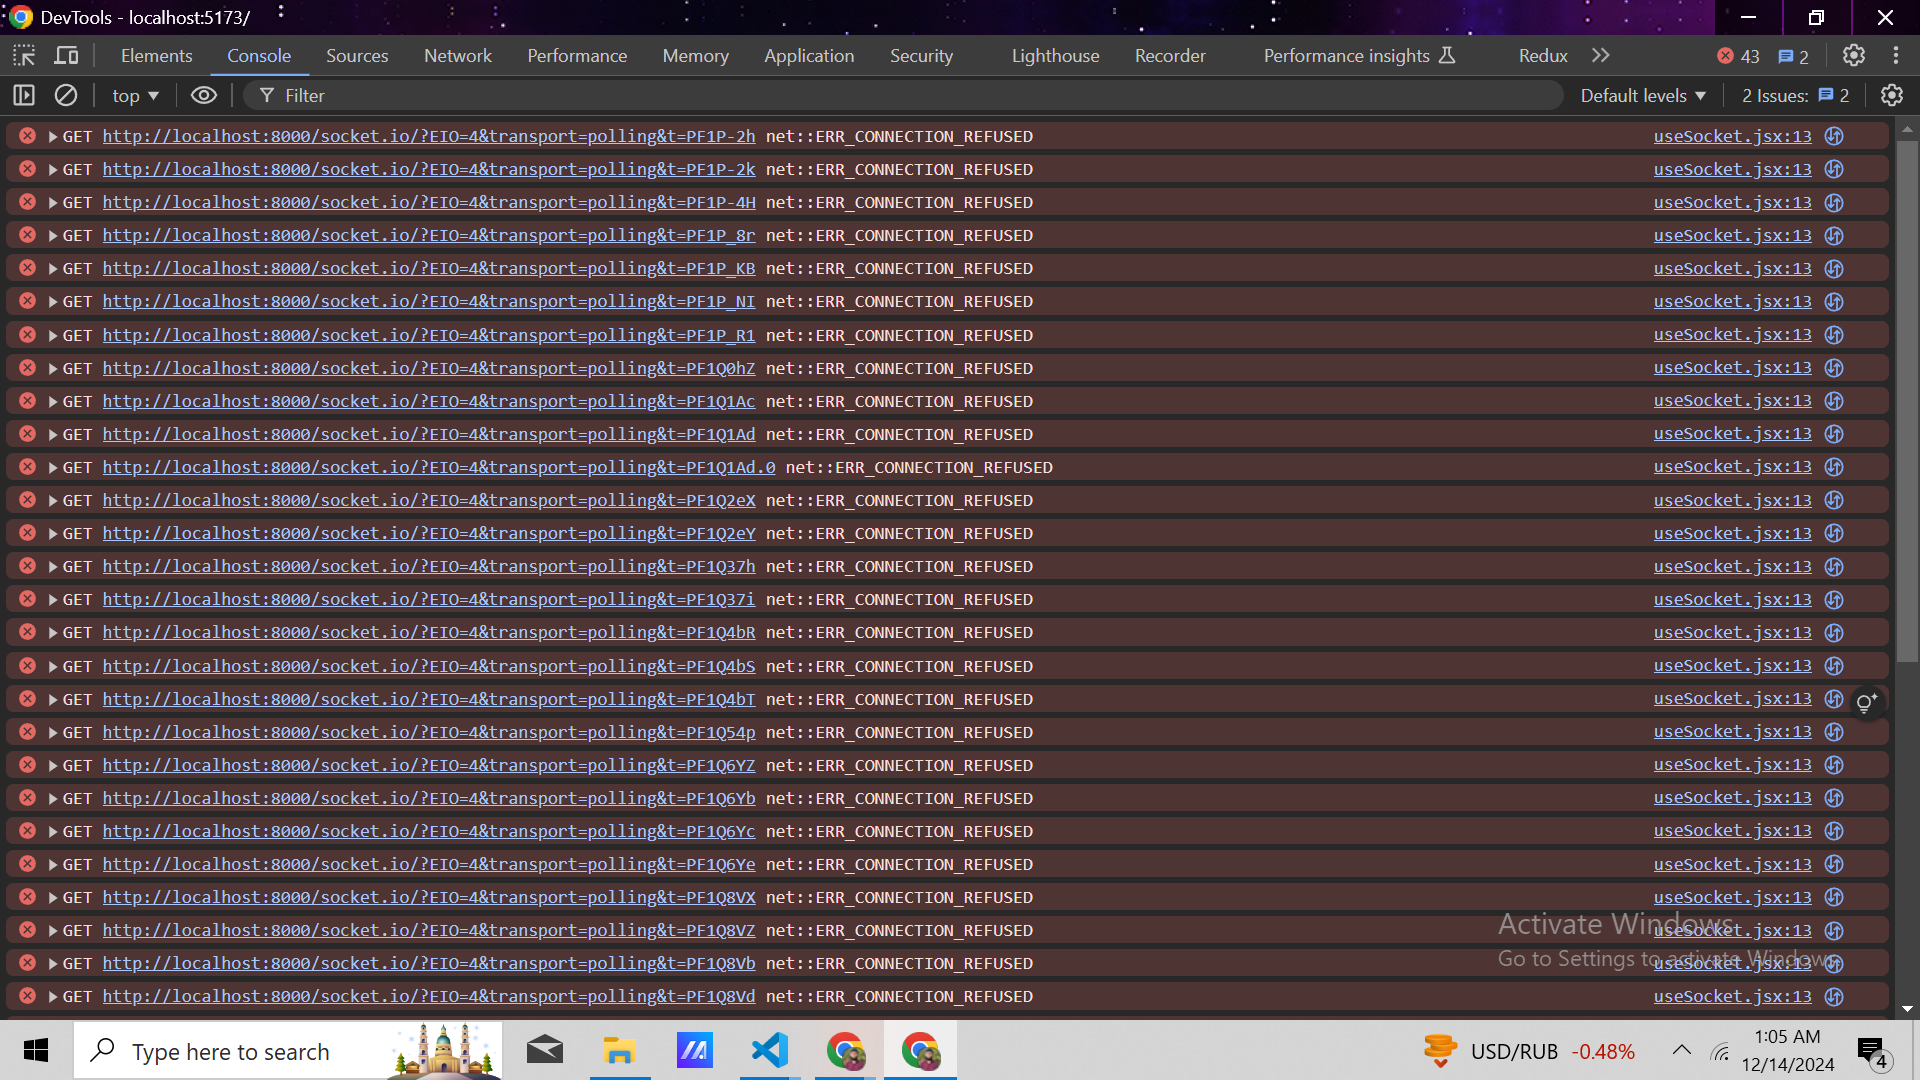 DevTools - localhost:5173/
Elements Console Sources Network Performance Memory Application Security Lighthouse Recorder Performance insights Redux 43 2
top Filter Default levels 2 Issues: 2
GET http://localhost:8000/socket.io/?EIO=4&transport=polling&t=PF1P-2h net::ERR_CONNECTION_REFUSED useSocket.jsx:13
GET http://localhost:8000/socket.io/?EIO=4&transport=polling&t=PF1P-2k net::ERR_CONNECTION_REFUSED useSocket.jsx:13
GET http://localhost:8000/socket.io/?EIO=4&transport=polling&t=PF1P-4H net::ERR_CONNECTION_REFUSED useSocket.jsx:13
GET http://localhost:8000/socket.io/?EIO=4&transport=polling&t=PF1P_8r net::ERR_CONNECTION_REFUSED useSocket.jsx:13
GET http://localhost:8000/socket.io/?EIO=4&transport=polling&t=PF1P_KB net::ERR_CONNECTION_REFUSED useSocket.jsx:13
GET http://localhost:8000/socket.io/?EIO=4&transport=polling&t=PF1P_NI net::ERR_CONNECTION_REFUSED useSocket.jsx:13
GET http://localhost:8000/socket.io/?EIO=4&transport=polling&t=PF1P_R1 net::ERR_CONNECTION_REFUSED useSocket.jsx:13
GET http://localhost:8000/socket.io/?EIO=4&transport=polling&t=PF1Q0hZ net::ERR_CONNECTION_REFUSED useSocket.jsx:13
GET http://localhost:8000/socket.io/?EIO=4&transport=polling&t=PF1Q1Ac net::ERR_CONNECTION_REFUSED useSocket.jsx:13
GET http://localhost:8000/socket.io/?EIO=4&transport=polling&t=PF1Q1Ad net::ERR_CONNECTION_REFUSED useSocket.jsx:13
GET http://localhost:8000/socket.io/?EIO=4&transport=polling&t=PF1Q1Ad.0 net::ERR_CONNECTION_REFUSED useSocket.jsx:13
GET http://localhost:8000/socket.io/?EIO=4&transport=polling&t=PF1Q2eX net::ERR_CONNECTION_REFUSED useSocket.jsx:13
GET http://localhost:8000/socket.io/?EIO=4&transport=polling&t=PF1Q2eY net::ERR_CONNECTION_REFUSED useSocket.jsx:13
GET http://localhost:8000/socket.io/?EIO=4&transport=polling&t=PF1Q37h net::ERR_CONNECTION_REFUSED useSocket.jsx:13
GET http://localhost:8000/socket.io/?EIO=4&transport=polling&t=PF1Q37i net::ERR_CONNECTION_REFUSED useSocket.jsx:13
GET http://localhost:8000/socket.io/?EIO=4&transport=polling&t=PF1Q4bR net::ERR_CONNECTION_REFUSED useSocket.jsx:13
GET http://localhost:8000/socket.io/?EIO=4&transport=polling&t=PF1Q4bS net::ERR_CONNECTION_REFUSED useSocket.jsx:13
GET http://localhost:8000/socket.io/?EIO=4&transport=polling&t=PF1Q4bT net::ERR_CONNECTION_REFUSED useSocket.jsx:13
GET http://localhost:8000/socket.io/?EIO=4&transport=polling&t=PF1Q54p net::ERR_CONNECTION_REFUSED useSocket.jsx:13
GET http://localhost:8000/socket.io/?EIO=4&transport=polling&t=PF1Q6YZ net::ERR_CONNECTION_REFUSED useSocket.jsx:13
GET http://localhost:8000/socket.io/?EIO=4&transport=polling&t=PF1Q6Yb net::ERR_CONNECTION_REFUSED useSocket.jsx:13
GET http://localhost:8000/socket.io/?EIO=4&transport=polling&t=PF1Q6Yc net::ERR_CONNECTION_REFUSED useSocket.jsx:13
GET http://localhost:8000/socket.io/?EIO=4&transport=polling&t=PF1Q6Ye net::ERR_CONNECTION_REFUSED useSocket.jsx:13
GET http://localhost:8000/socket.io/?EIO=4&transport=polling&t=PF1Q8VX net::ERR_CONNECTION_REFUSED useSocket.jsx:13
GET http://localhost:8000/socket.io/?EIO=4&transport=polling&t=PF1Q8VZ net::ERR_CONNECTION_REFUSED useSocket.jsx:13
GET http://localhost:8000/socket.io/?EIO=4&transport=polling&t=PF1Q8Vb net::ERR_CONNECTION_REFUSED useSocket.jsx:13
GET http://localhost:8000/socket.io/?EIO=4&transport=polling&t=PF1Q8Vd net::ERR_CONNECTION_REFUSED useSocket.jsx:13
Activate Windows
Go to Settings to activate Windows.
Type here to search
USD/RUB -0.48%
1:05 AM
12/14/2024
4